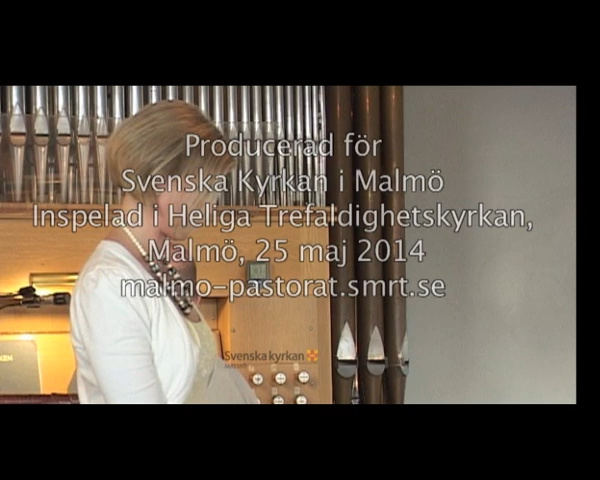 Producerad för
Svenska Kyrkan i Malmö
Inspelad i Heliga Trefaldighetskyrkan,
Malmö, 25 maj 2014
malmo-pastorat.smrt.se
Svenska kyrkan